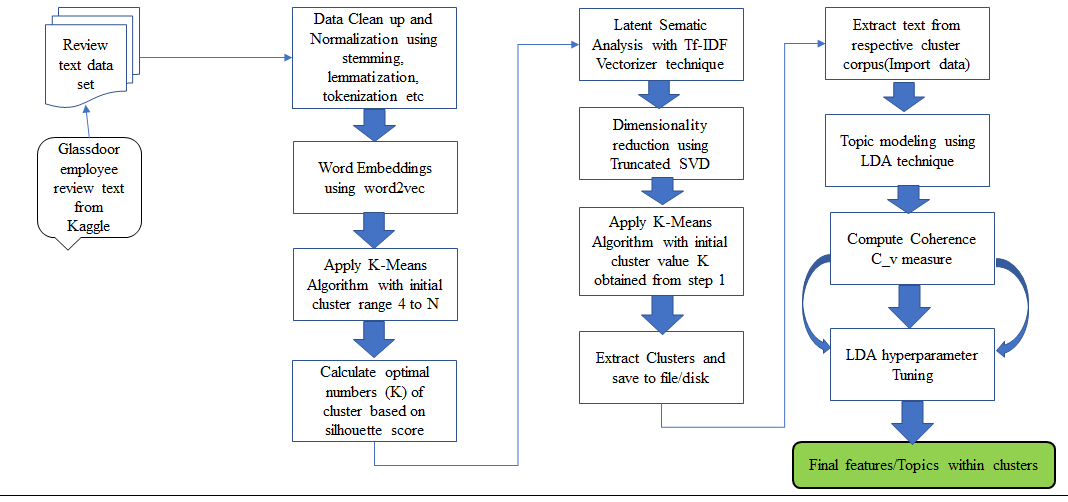 Review
text data
set
Glassdoor
employee
review text
from
Kaggle
Data Clean up and
Normalization using
stemming,
lemmatization,
tokenization etc
Word Embeddings
using word2vec
Apply K-Means
Algorithm with initial
cluster range 4 to N
Calculate optimal
numbers (K) of
cluster based on
silhouette score
Latent Sematic
Analysis with Tf-IDF
Vectorizer technique
Dimensionality
reduction using
Truncated SVD
Apply K-Means
Algorithm with initial
cluster value K
obtained from step 1
Extract Clusters and
save to file/disk
Extract text from
respective cluster
corpus(Import data)
Topic modeling using
LDA technique
Compute Coherence
C_v measure
LDA hyperparameter
Tuning
Final features/Topics within clusters